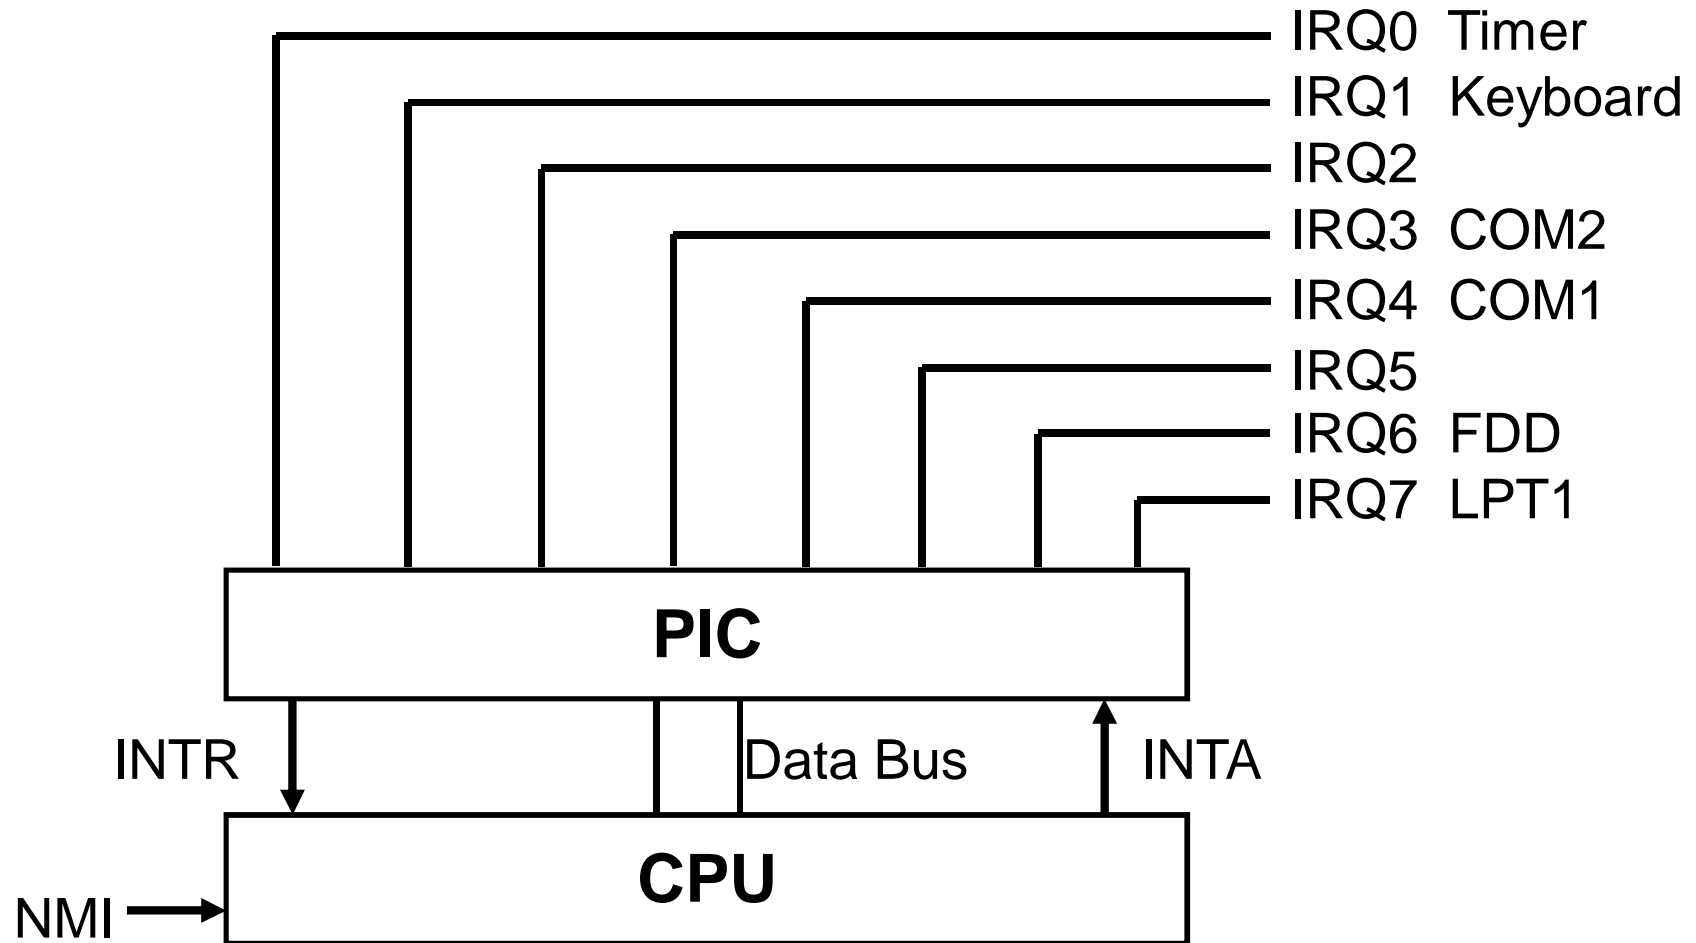 IRQ0 Timer
IRQ1 Keyboard
IRQ2
IRQ3 COM2
IRQ4 COM1
IRQ5
IRQ6 FDD
IRQ7 LPT1
PIC
INTR
Data Bus
INTA
CPU
NMI